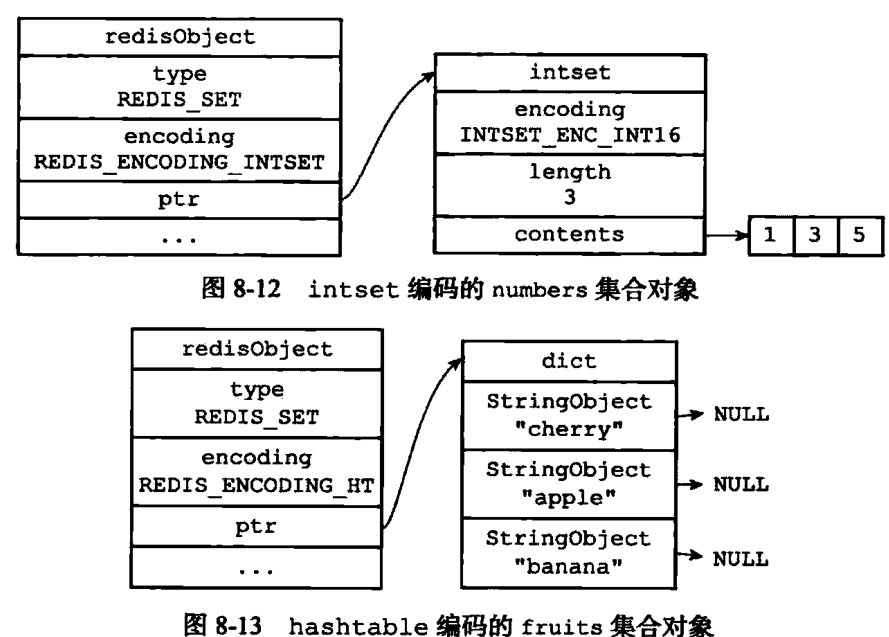 redisObject
type
REDIS_SET
encoding
REDIS_ENCODING_INTSET
ptr
...
intset
encoding
INTSET_ENC_INT16
length
3
contents
1 3 5
图 8-12 intset 编码的 numbers 集合对象
redisObject
type
REDIS_SET
encoding
REDIS_ENCODING_HT
ptr
...
dict
StringObject
"cherry"
NULL
StringObject
"apple"
NULL
StringObject
"banana"
NULL
图 8-13 hashtable 编码的 fruits 集合对象